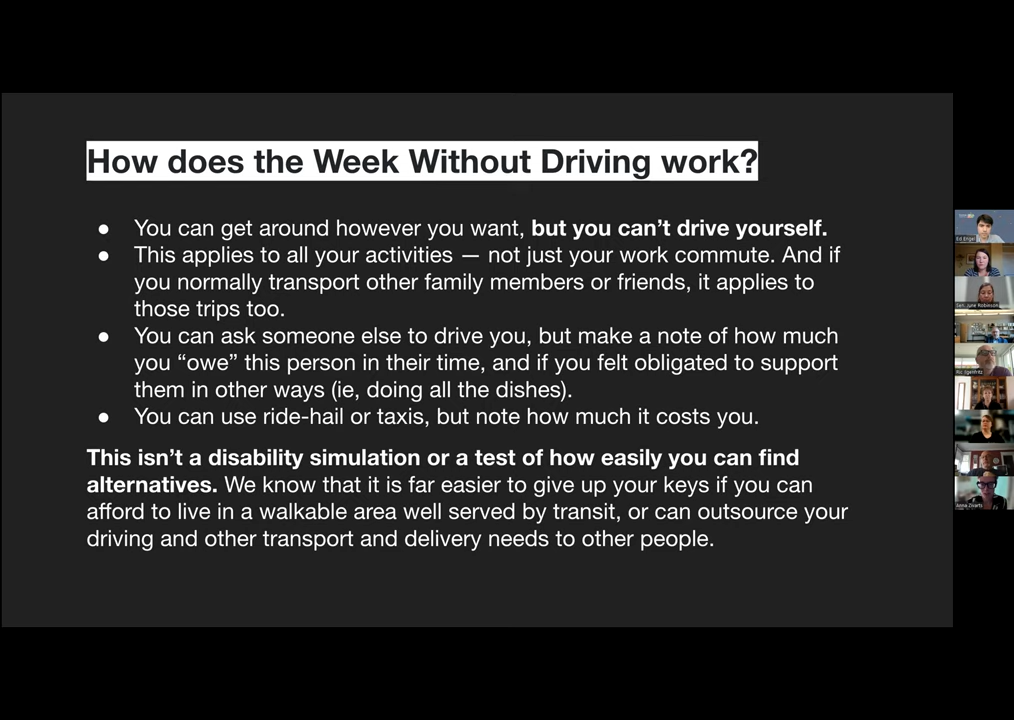 How does the Week Without Driving work?
● You can get around however you want, but you can’t drive yourself.
● This applies to all your activities — not just your work commute. And if
you normally transport other family members or friends, it applies to
those trips too.
● You can ask someone else to drive you, but make a note of how much
you “owe” this person in their time, and if you felt obligated to support
them in other ways (ie, doing all the dishes).
● You can use ride-hail or taxis, but note how much it costs you.
This isn’t a disability simulation or a test of how easily you can find
alternatives. We know that it is far easier to give up your keys if you can
afford to live in a walkable area well served by transit, or can outsource your
driving and other transport and delivery needs to other people.
Ed Engel
Sen. June Robinson
Anna Zivarts